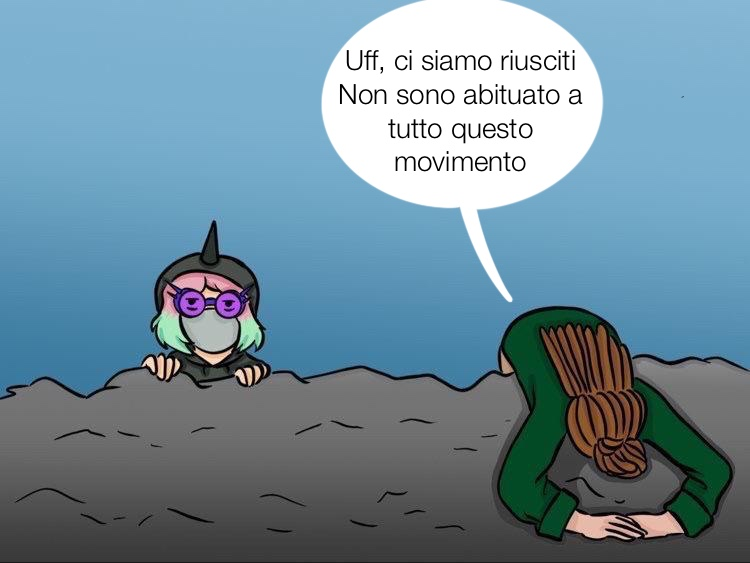 Uff, ci siamo riusciti
Non sono abituato a
tutto questo
movimento